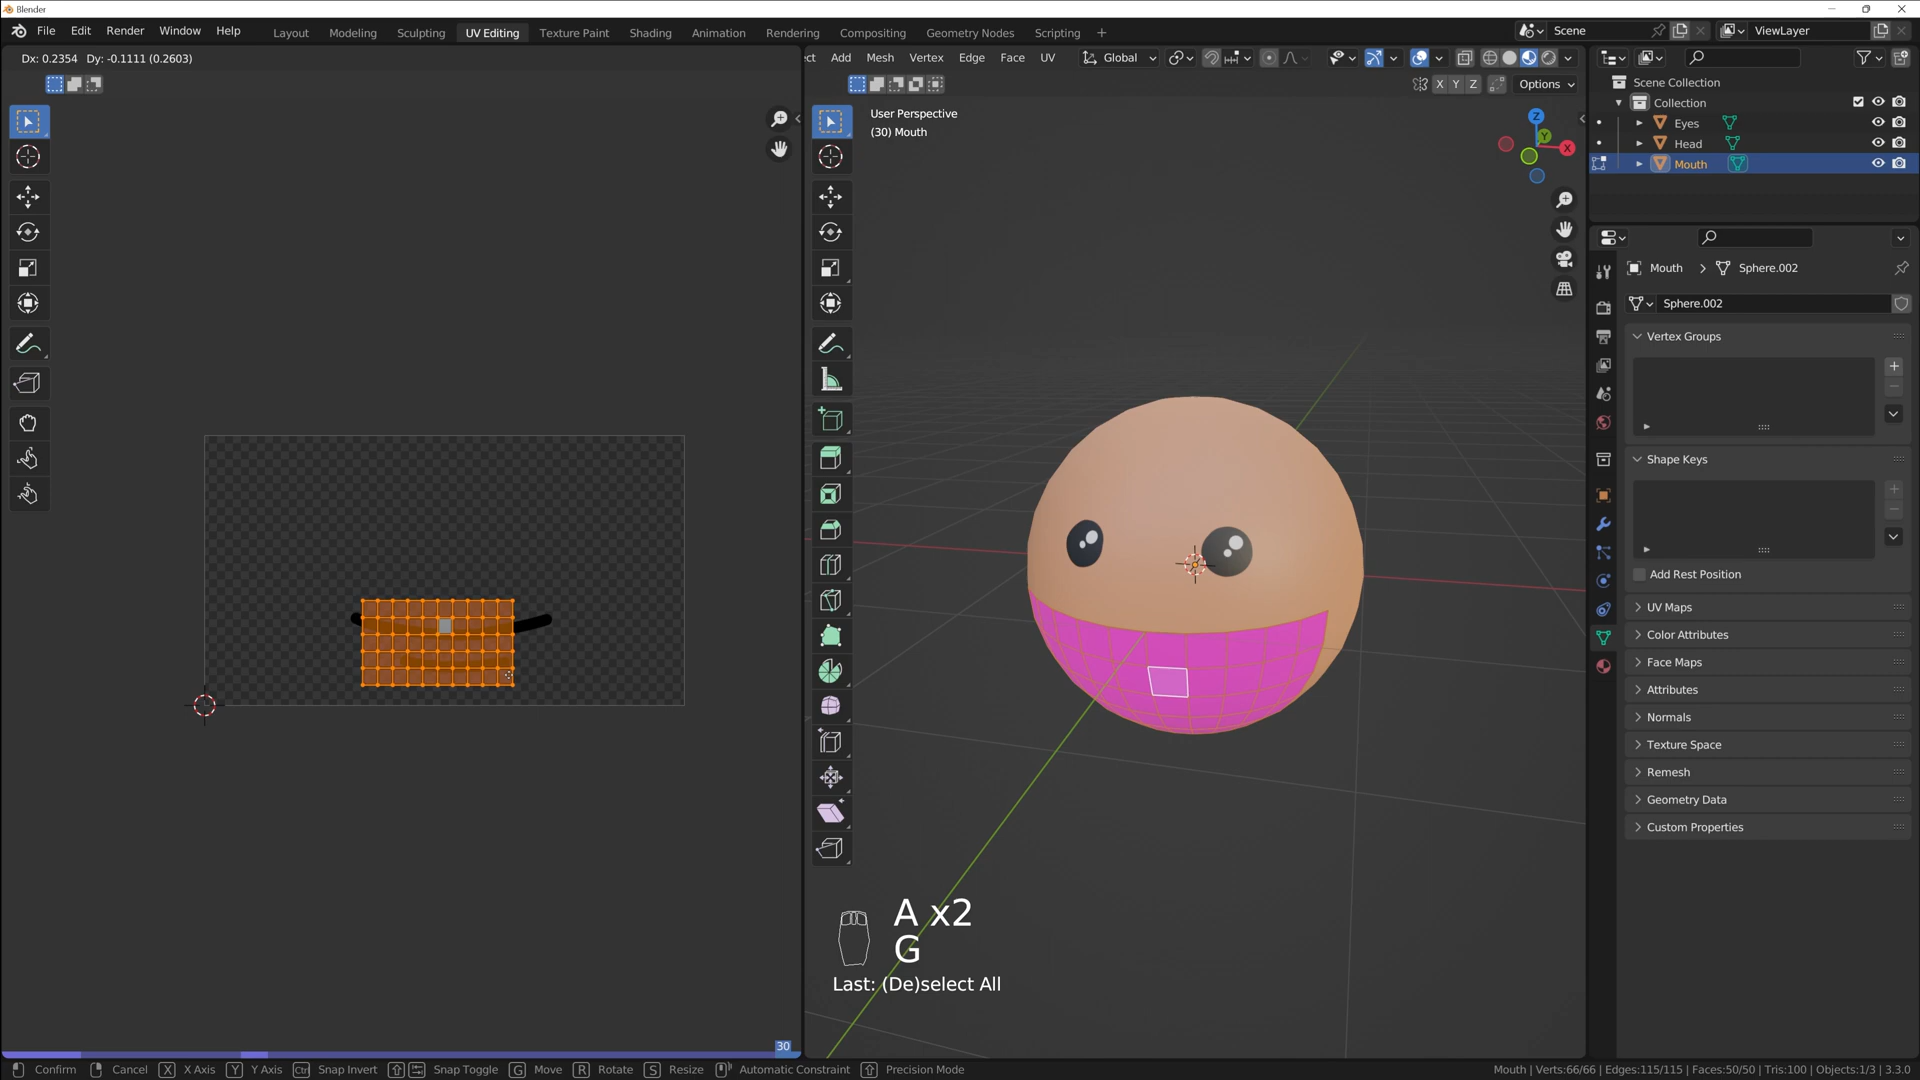 Blender
File Edit Render Window Help
Layout Modeling Sculpting UV Editing Texture Paint Shading Animation Rendering Compositing Geometry Nodes Scripting +
Scene
ViewLayer
Dx: 0.2354 Dy: -0.1111 (0.2603)
ect Add Mesh Vertex Edge Face UV
Global
X Y Z
Options
User Perspective
(30) Mouth
Z
Y
X
Scene Collection
Collection
Eyes
Head
Mouth
Mouth > Sphere.002
Sphere.002
Vertex Groups
Shape Keys
Add Rest Position
UV Maps
Color Attributes
Face Maps
Attributes
Normals
Texture Space
Remesh
Geometry Data
Custom Properties
A x2
G
Last: (De)select All
30
Confirm Cancel X X Axis Y Y Axis Ctrl Snap Invert Snap Toggle G Move R Rotate S Resize Automatic Constraint Precision Mode
Mouth | Verts:66/66 | Edges:115/115 | Faces:50/50 | Tris:100 | Objects:1/3 | 3.3.0